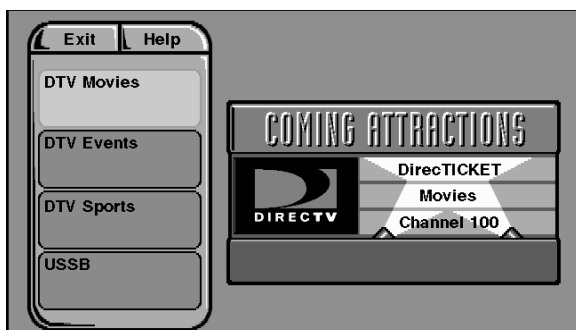 Exit Help
DTV Movies
DTV Events
DTV Sports
USSB
COMING ATTRACTIONS
DIRECTV
DirecTICKET
Movies
Channel 100